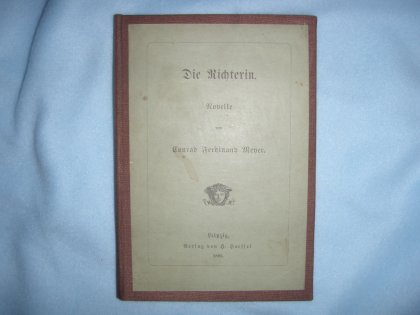 Die Richterin.
Novelle
von
Conrad Ferdinand Meyer.
Leipzig,
Verlag von H. Haessel